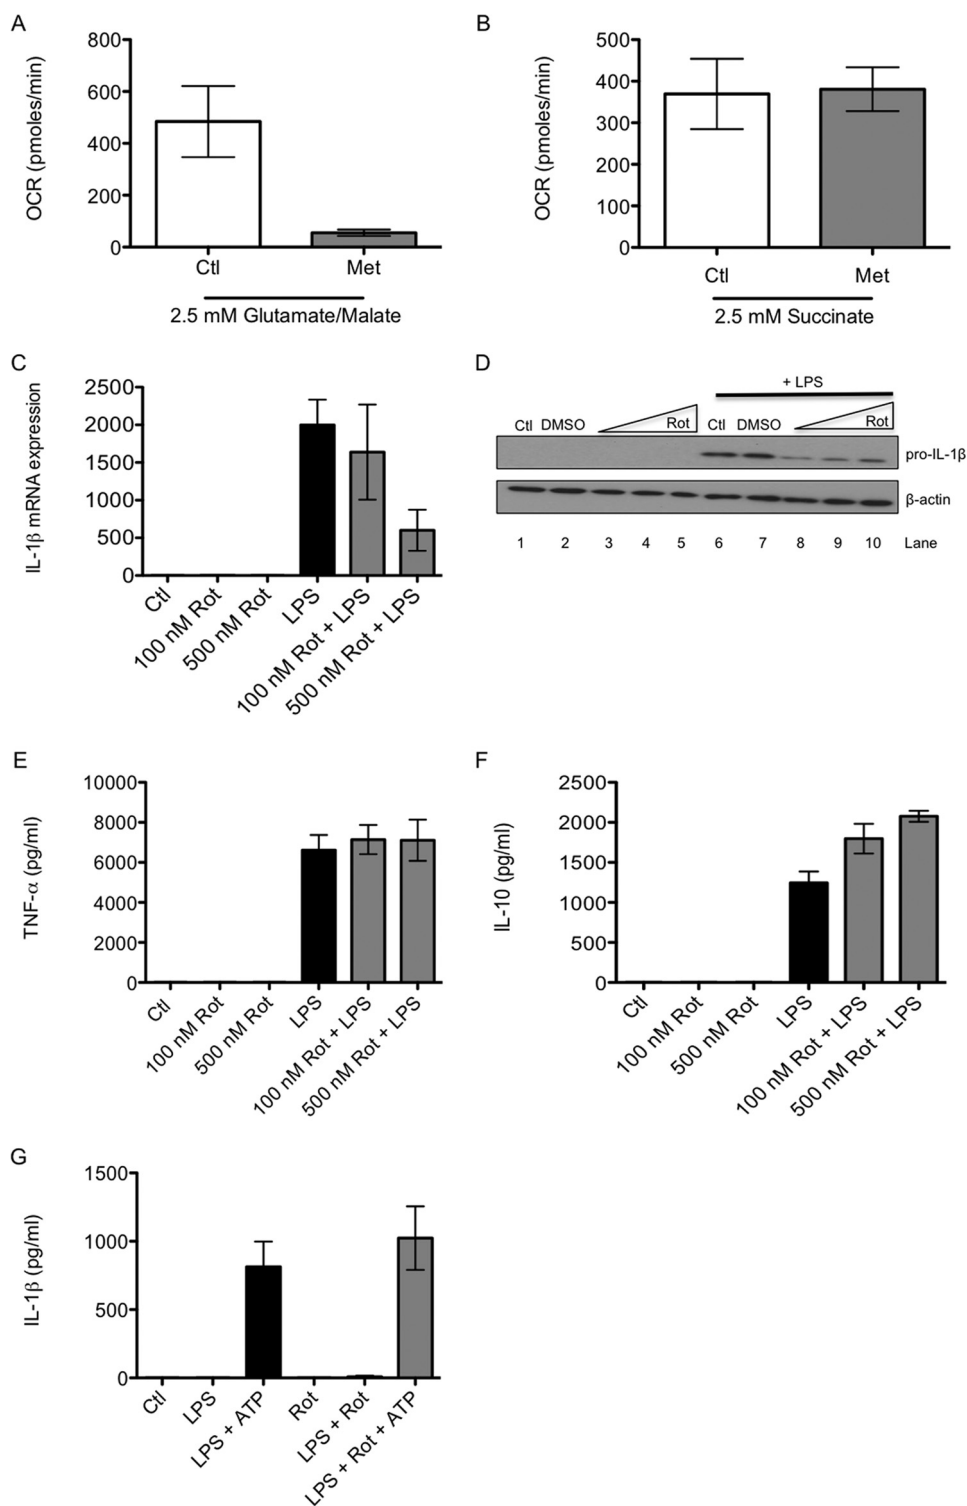 A
OCR (pmoles/min)
800
600
400
200
0
Ctl
Met
2.5 mM Glutamate/Malate
B
OCR (pmoles/min)
500
400
300
200
100
0
Ctl
Met
2.5 mM Succinate
C
IL-1β mRNA expression
2500
2000
1500
1000
500
0
Ctl
100 nM Rot
500 nM Rot
LPS
100 nM Rot + LPS
500 nM Rot + LPS
D
+ LPS
Ctl DMSO Rot Ctl DMSO Rot
pro-IL-1β
β-actin
1 2 3 4 5 6 7 8 9 10 Lane
E
TNF-α (pg/ml)
10000
8000
6000
4000
2000
0
Ctl
100 nM Rot
500 nM Rot
LPS
100 nM Rot + LPS
500 nM Rot + LPS
F
IL-10 (pg/ml)
2500
2000
1500
1000
500
0
Ctl
100 nM Rot
500 nM Rot
LPS
100 nM Rot + LPS
500 nM Rot + LPS
G
IL-1β (pg/ml)
1500
1000
500
0
Ctl
LPS
LPS + ATP
Rot
LPS + Rot
LPS + Rot + ATP